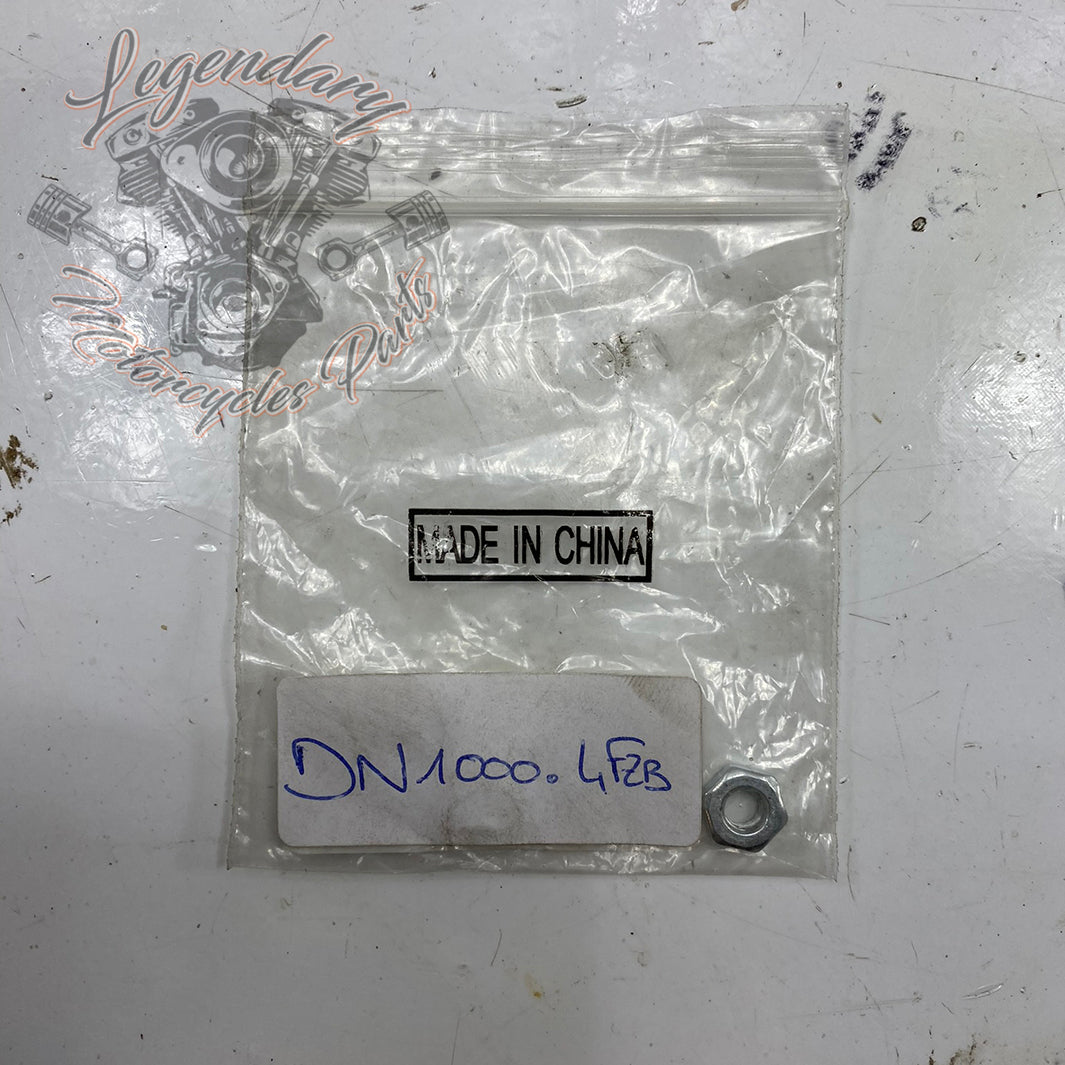 Legendary
Motorcycles Parts
MADE IN CHINA
DN1000.4FZB